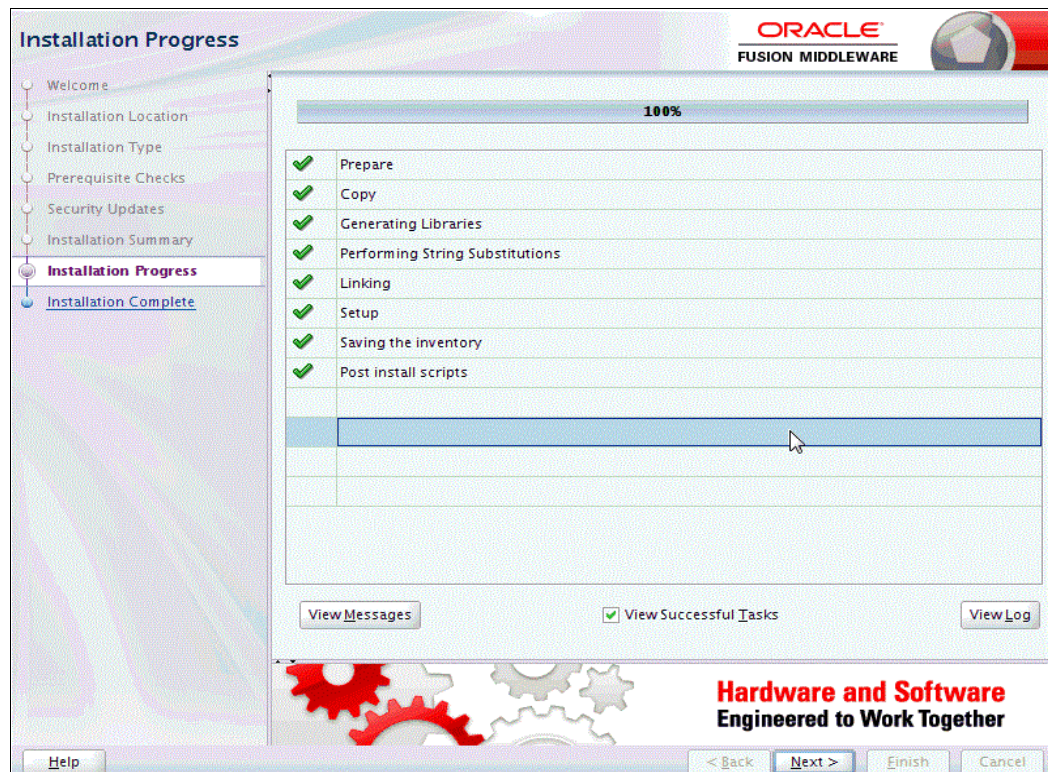 Installation Progress
ORACLE
FUSION MIDDLEWARE
Welcome
Installation Location
Installation Type
Prerequisite Checks
Security Updates
Installation Summary
Installation Progress
Installation Complete
100%
Prepare
Copy
Generating Libraries
Performing String Substitutions
Linking
Setup
Saving the inventory
Post install scripts
View Messages
View Successful Tasks
View Log
Hardware and Software
Engineered to Work Together
Help
< Back
Next >
Finish
Cancel